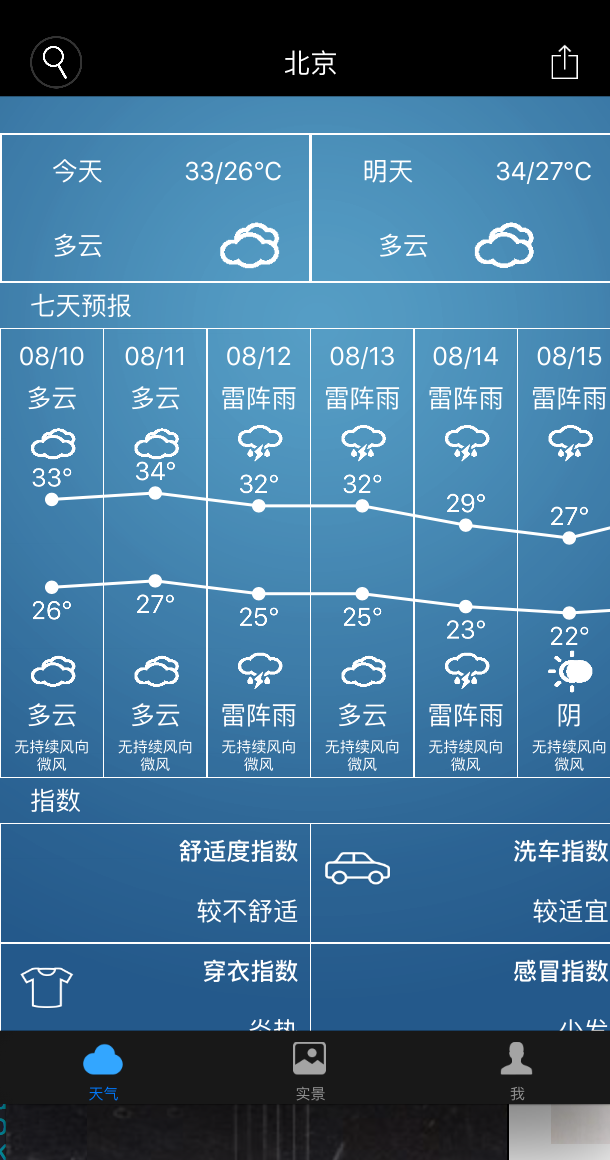 北京
今天 33/26°C
多云
明天 34/27°C
多云
七天预报
08/10 08/11 08/12 08/13 08/14 08/15
多云 多云 雷阵雨 雷阵雨 雷阵雨 雷阵雨
33° 34° 32° 32° 29° 27°
26° 27° 25° 25° 23° 22°
多云 多云 雷阵雨 多云 雷阵雨 阴
无持续风向 无持续风向 无持续风向 无持续风向 无持续风向 无持续风向
微风 微风 微风 微风 微风 微风
指数
舒适度指数 洗车指数
较不舒适 较适宜
穿衣指数 感冒指数
炎热 少发
天气 实景 我